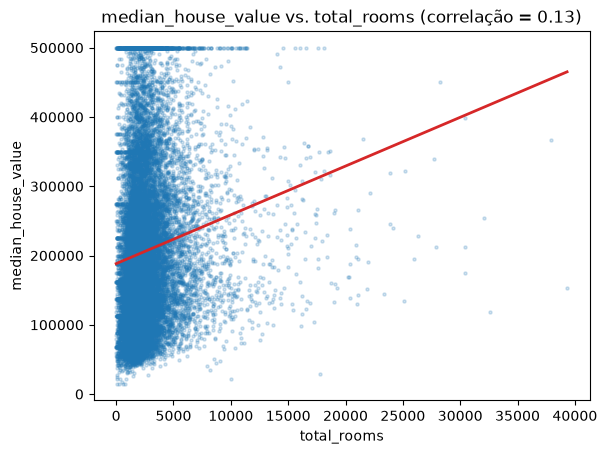 median_house_value vs. total_rooms (correlação = 0.13)
500000
400000
300000
200000
100000
0
median_house_value
0 5000 10000 15000 20000 25000 30000 35000 40000
total_rooms